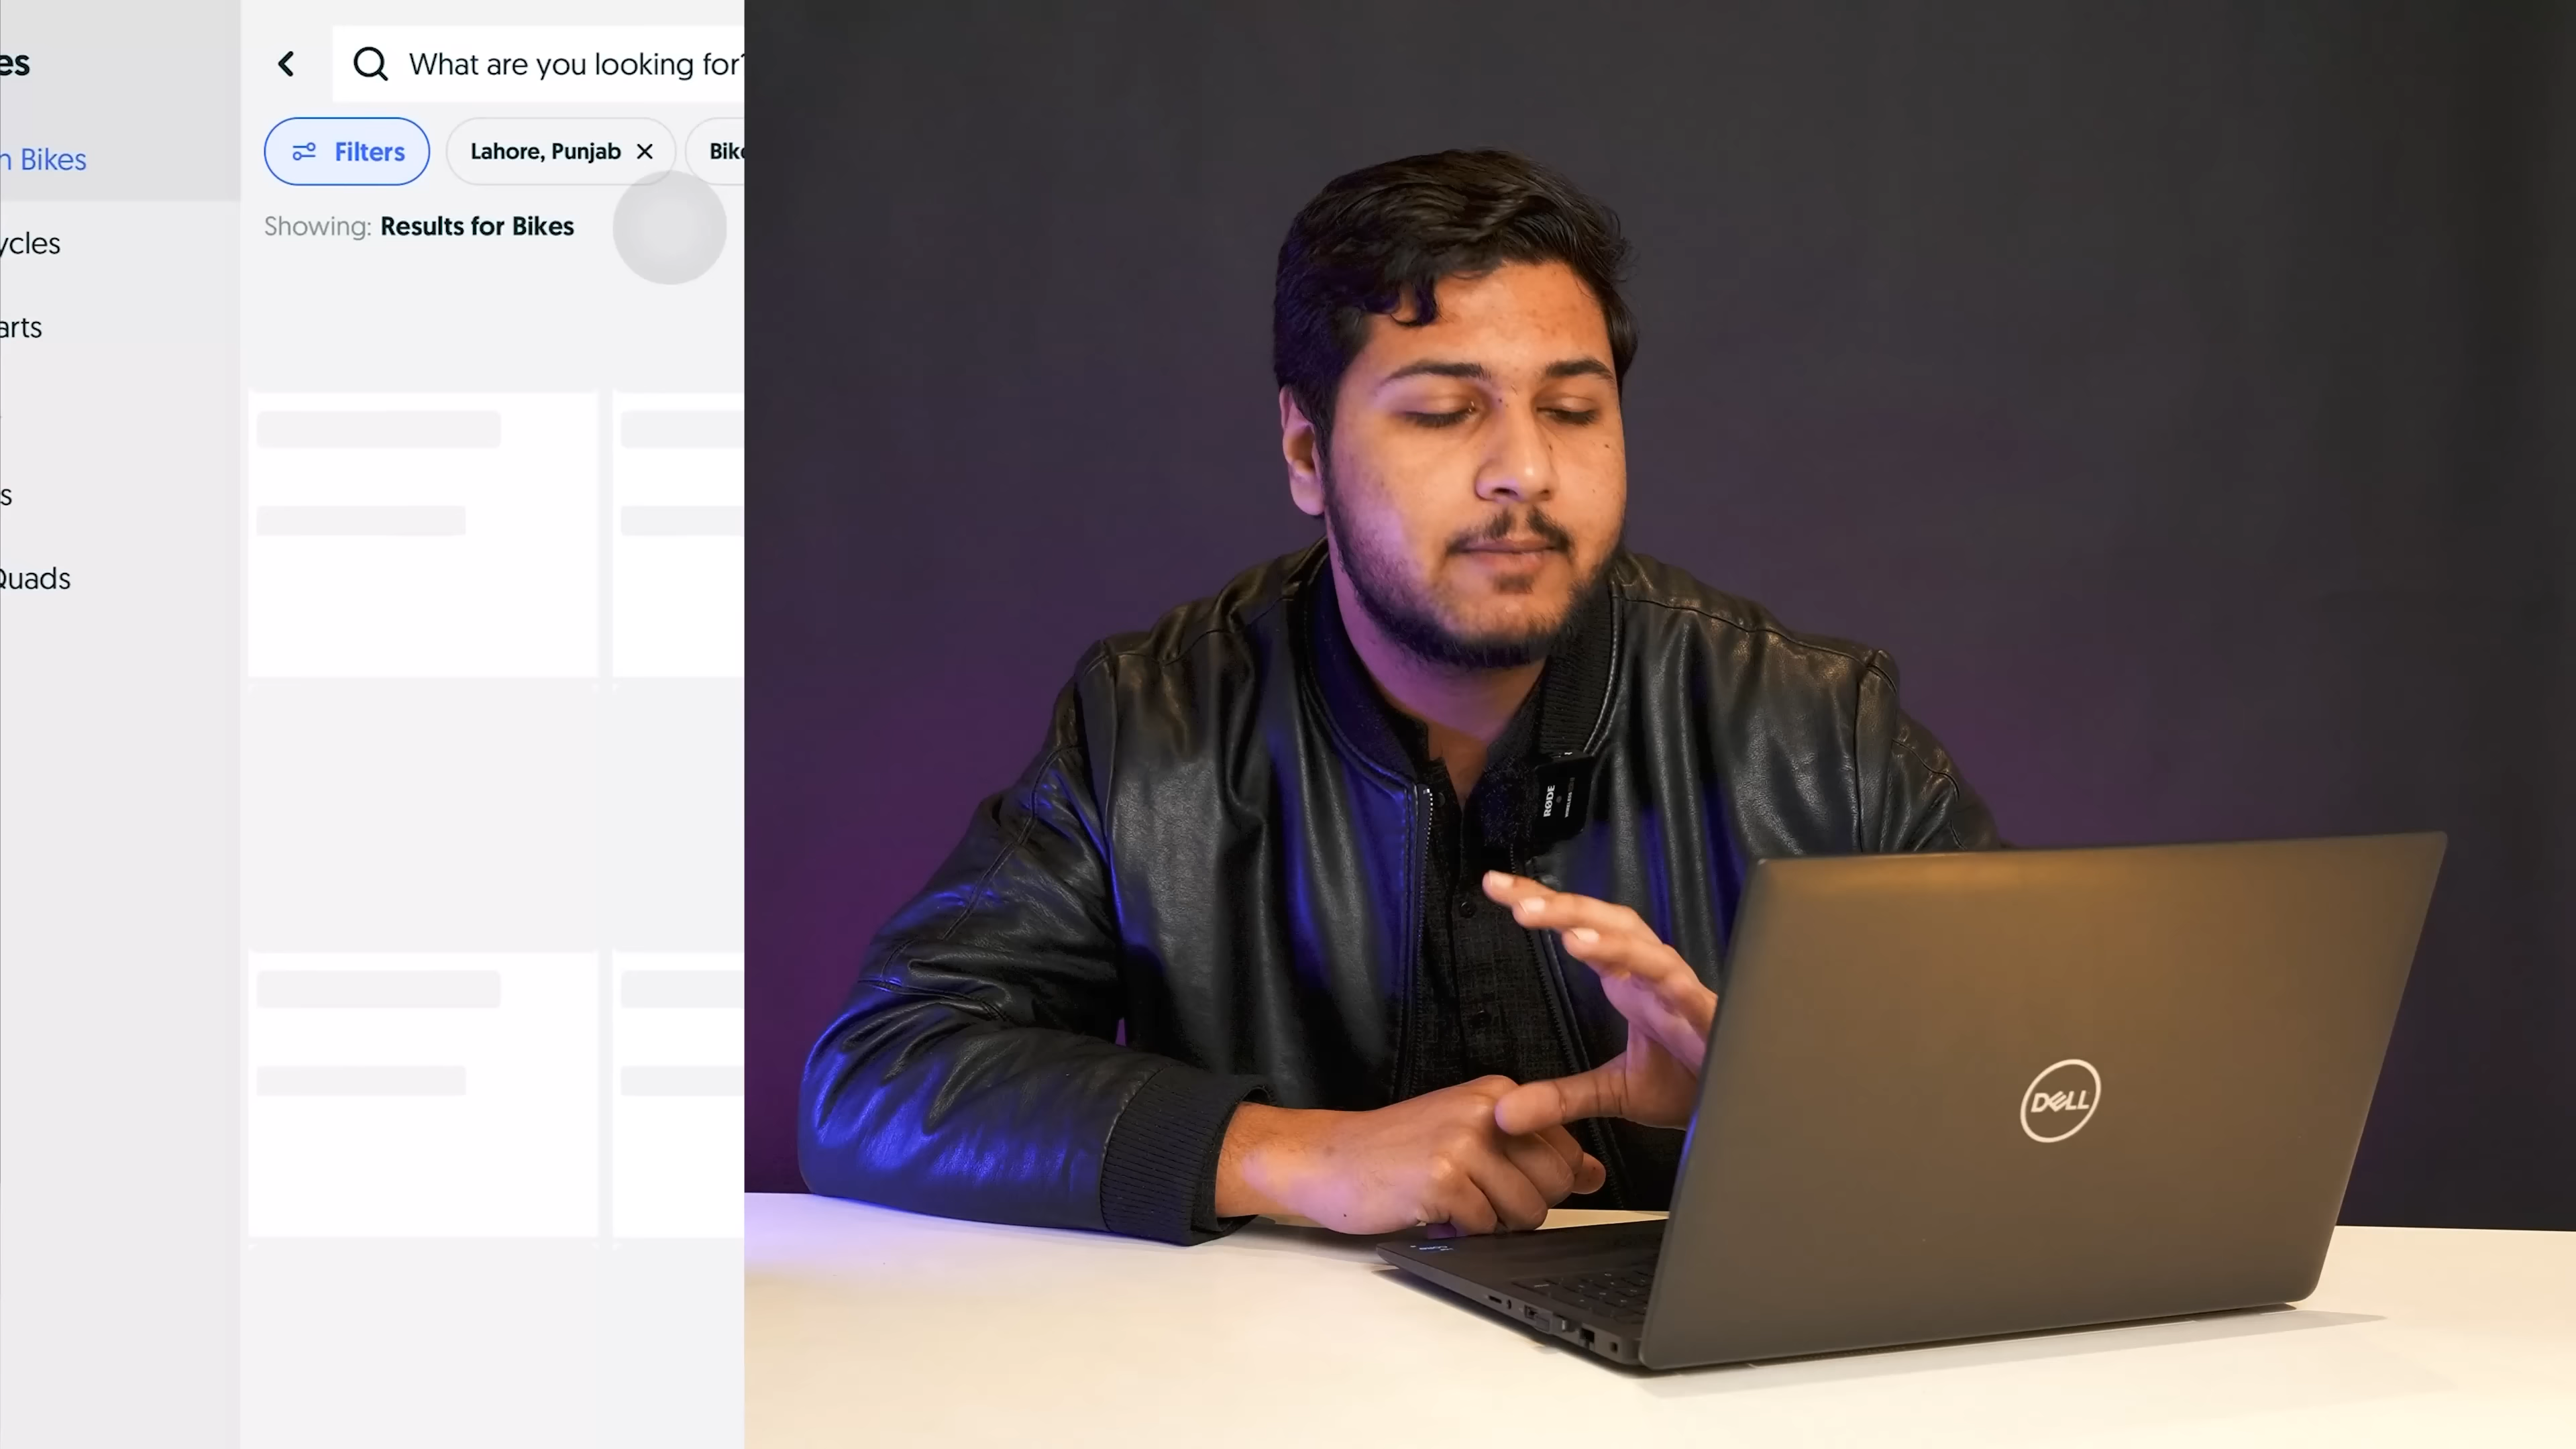 es
n Bikes
ycles
arts
s
Quads
What are you looking for?
Filters
Lahore, Punjab
Bike
Showing: Results for Bikes
RØDE
DELL